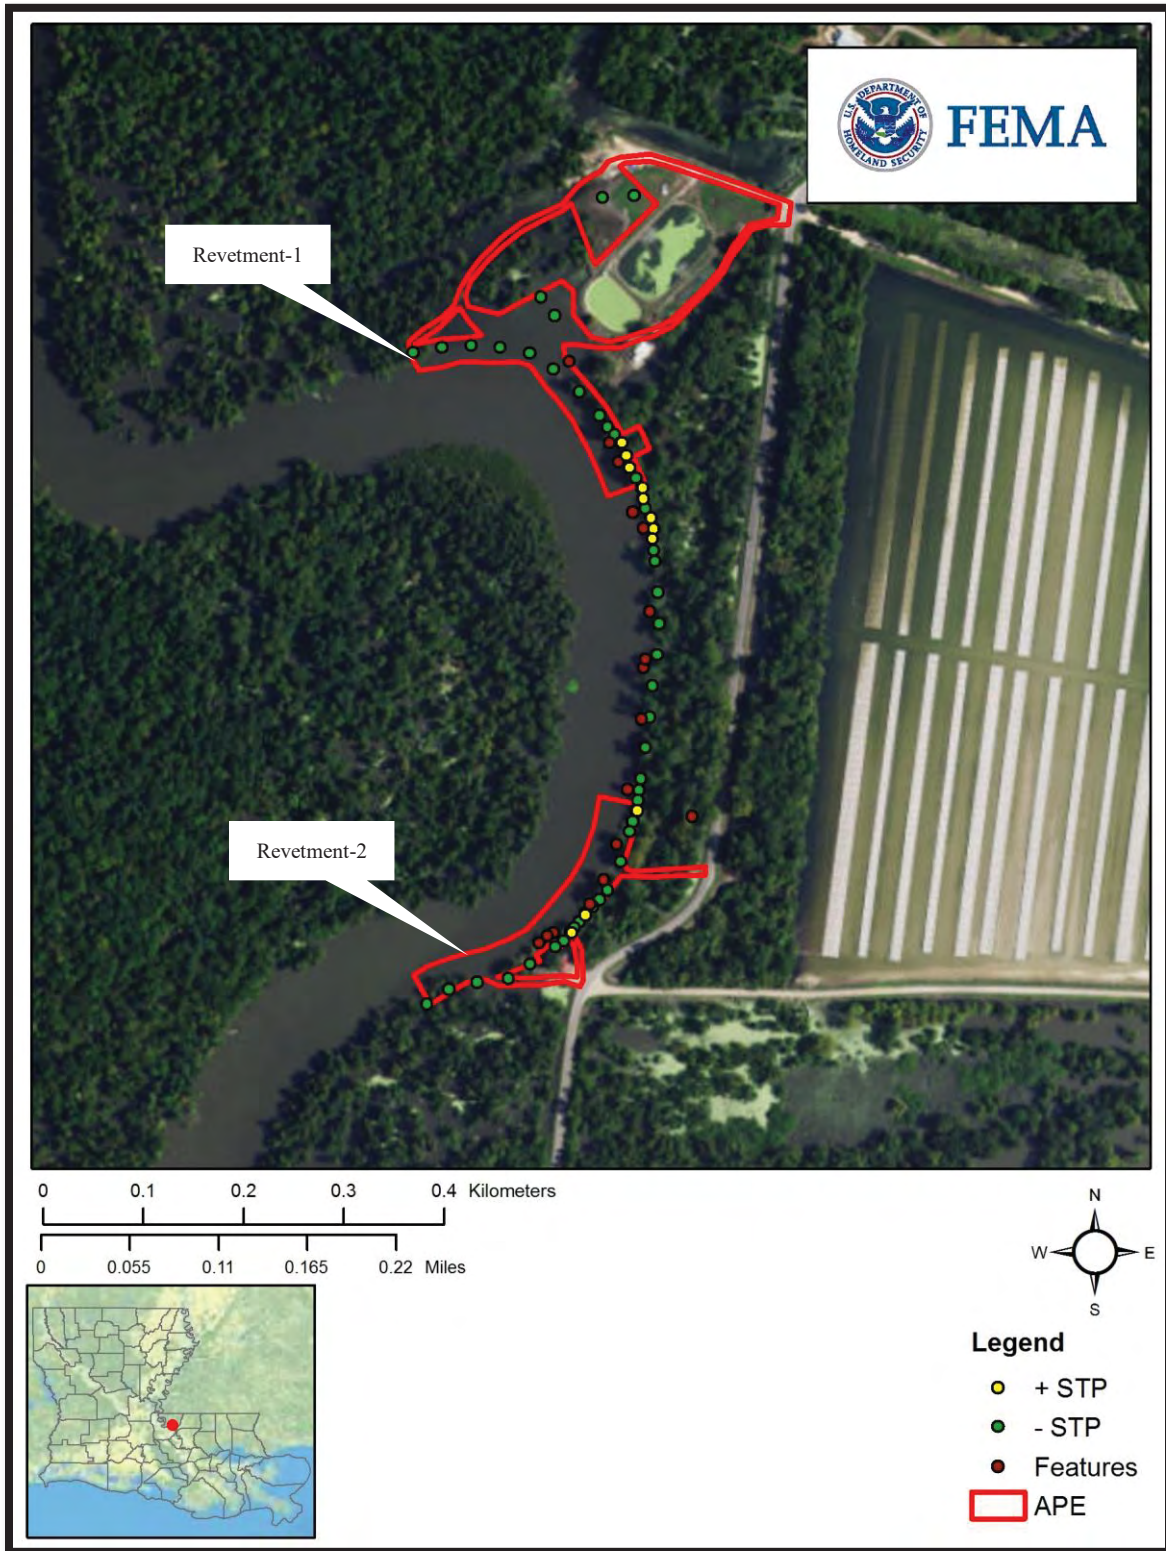 U.S. DEPARTMENT OF
HOMELAND SECURITY
FEMA
Revetment-1
Revetment-2
0 0.1 0.2 0.3 0.4 Kilometers
0 0.055 0.11 0.165 0.22 Miles
N
W E
S
Legend
+ STP
- STP
Features
APE